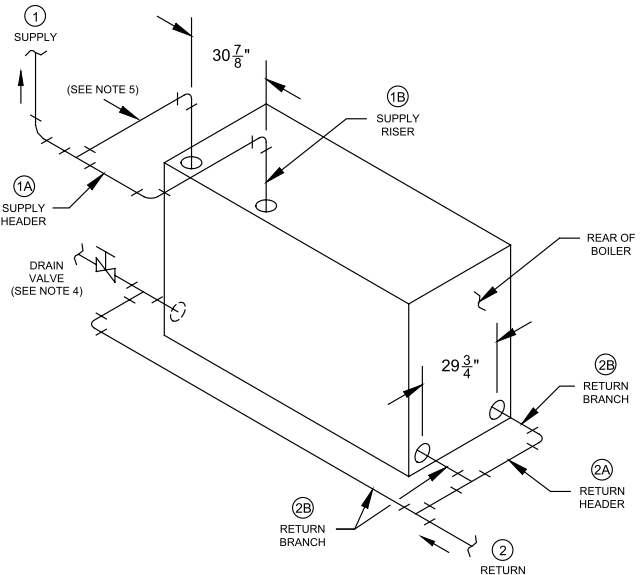 1
SUPPLY
30 7/8"
(SEE NOTE 5)
1B
SUPPLY
RISER
1A
SUPPLY
HEADER
REAR OF
BOILER
DRAIN
VALVE
(SEE NOTE 4)
29 3/4"
2B
RETURN
BRANCH
2A
RETURN
HEADER
2B
RETURN
BRANCH
2
RETURN